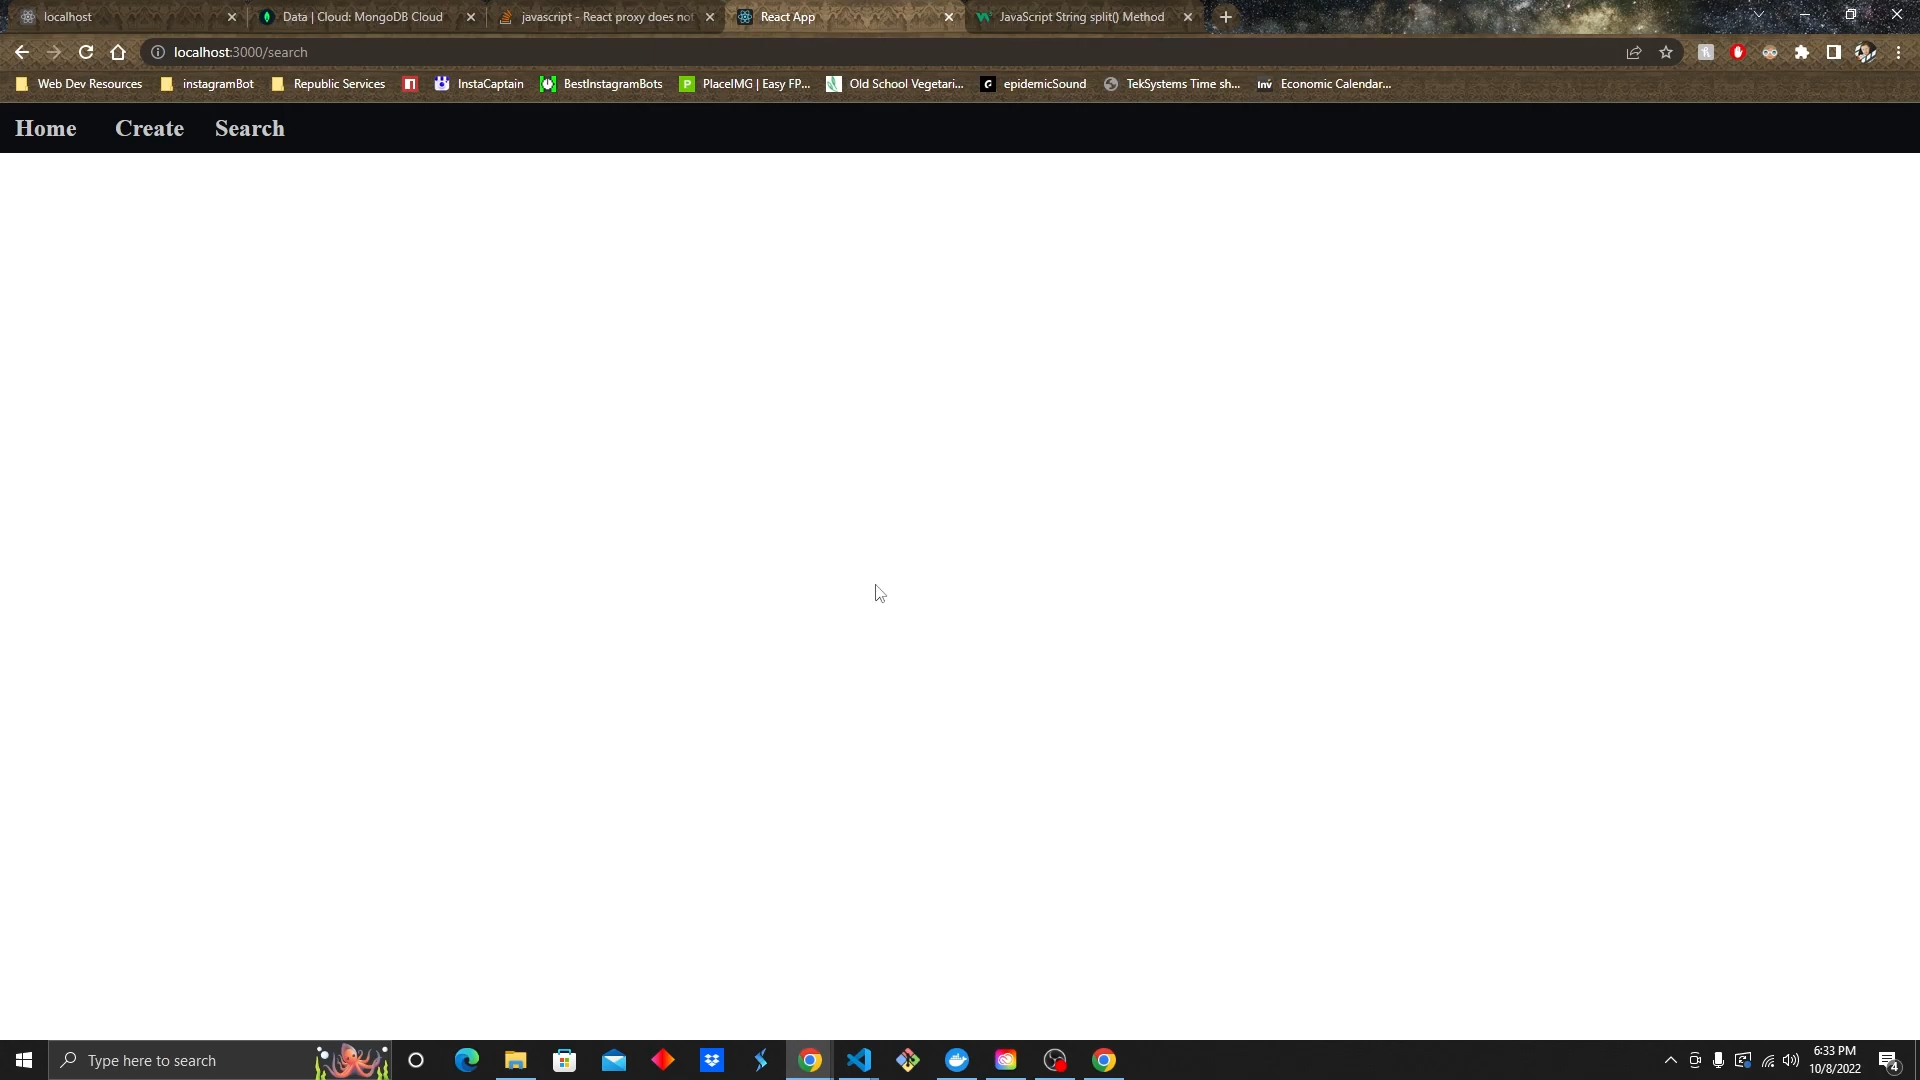 localhost
Data | Cloud: MongoDB Cloud
javascript - React proxy does not
React App
JavaScript String split() Method
localhost:3000/search
Web Dev Resources
instagramBot
Republic Services
InstaCaptain
BestInstagramBots
P
PlaceIMG | Easy FP...
Old School Vegetari...
epidemicSound
TekSystems Time sh...
Inv
Economic Calendar...
Home
Create
Search
Type here to search
6:33 PM
10/8/2022
4